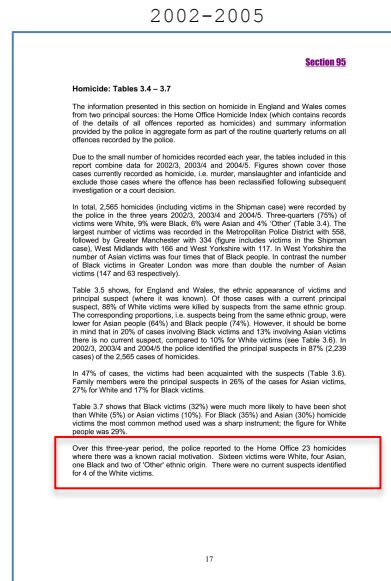 2002-2005
Section 95
Homicide: Tables 3.4 – 3.7
The information presented in this section on homicide in England and Wales comes
from two principal sources: the Home Office Homicide Index (which contains records
of the details of all offences reported as homicides) and summary information
provided by the police in aggregate form as part of the routine quarterly returns on all
offences recorded by the police.
Due to the small number of homicides recorded each year, the tables included in this
report combine data for 2002/3, 2003/4 and 2004/5. Figures shown cover those
cases currently recorded as homicide, i.e. murder, manslaughter and infanticide and
exclude those cases where the offence has been reclassified following subsequent
investigation or a court decision.
In total, 2,565 homicides (including victims in the Shipman case) were recorded by
the police in the three years 2002/3, 2003/4 and 2004/5. Three-quarters (75%) of
victims were White, 9% were Black, 6% were Asian and 4% 'Other' (Table 3.4). The
largest number of victims was recorded in the Metropolitan Police District with 558,
followed by Greater Manchester with 334 (figure includes victims in the Shipman
case), West Midlands with 166 and West Yorkshire with 117. In West Yorkshire the
number of Asian victims was four times that of Black people. In contrast the number
of Black victims in Greater London was more than double the number of Asian
victims (147 and 63 respectively).
Table 3.5 shows, for England and Wales, the ethnic appearance of victims and
principal suspect (where it was known). Of those cases with a current principal
suspect, 88% of White victims were killed by suspects from the same ethnic group.
The corresponding proportions, i.e. suspects being from the same ethnic group, were
lower for Asian people (64%) and Black people (74%). However, it should be borne
in mind that in 20% of cases involving Black victims and 13% involving Asian victims
there is no current suspect, compared to 10% for White victims (see Table 3.6). In
2002/3, 2003/4 and 2004/5 the police identified the principal suspects in 87% (2,239
cases) of the 2,565 cases of homicides.
In 47% of cases, the victims had been acquainted with the suspects (Table 3.6).
Family members were the principal suspects in 26% of the cases for Asian victims,
27% for White and 17% for Black victims.
Table 3.7 shows that Black victims (32%) were much more likely to have been shot
than White (5%) or Asian victims (10%). For Black (35%) and Asian (30%) homicide
victims the most common method used was a sharp instrument; the figure for White
people was 29%.
Over this three-year period, the police reported to the Home Office 23 homicides
where there was a known racial motivation. Sixteen victims were White, four Asian,
one Black and two of 'Other' ethnic origin. There were no current suspects identified
for 4 of the White victims.
17